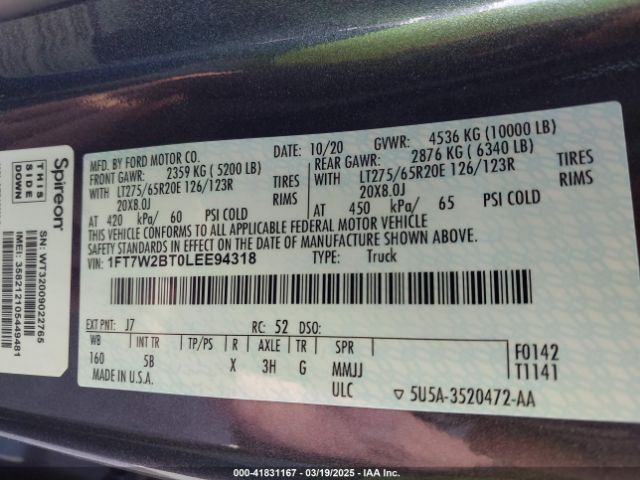 Spireon
THIS
SIDE
DOWN
SN: WT32009022765
IMEI: 358212105449481
MFD. BY FORD MOTOR CO.
DATE: 10/20
GVWR: 4536 KG (10000 LB)
FRONT GAWR: 2359 KG ( 5200 LB)
REAR GAWR: 2876 KG ( 6340 LB)
WITH LT275/65R20E 126/123R TIRES
20X8.0J RIMS
AT 420 kPa/ 60 PSI COLD
WITH LT275/65R20E 126/123R TIRES
20X8.0J RIMS
AT 450 kPa/ 65 PSI COLD
THIS VEHICLE CONFORMS TO ALL APPLICABLE FEDERAL MOTOR VEHICLE
SAFETY STANDARDS IN EFFECT ON THE DATE OF MANUFACTURE SHOWN ABOVE.
VIN: 1FT7W2BT0LEE94318
TYPE: Truck
EXT PNT: J7 RC: 52 DSO:
WB INT TR TP/PS R AXLE TR SPR
160 5B X 3H G MMJJ
ULC
F0142
T1141
MADE IN U.S.A.
▽ 5U5A-3520472-AA
000-41831167 | 03/19/2025 | IAA Inc.